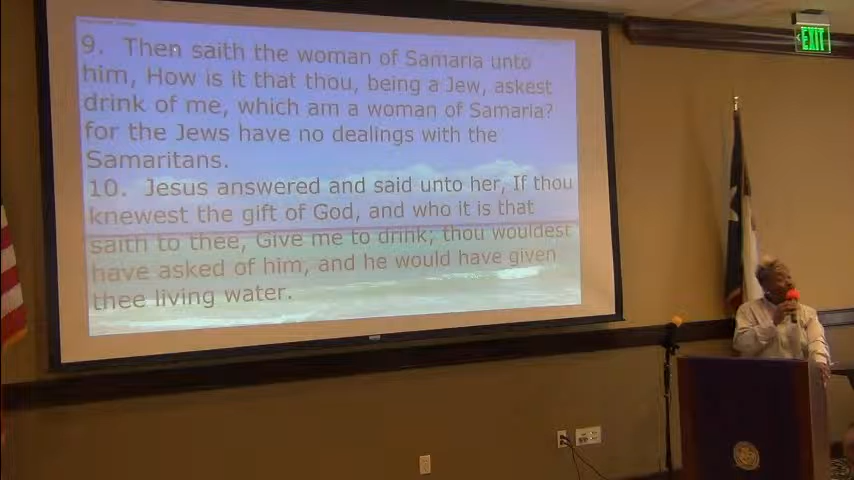 9. Then saith the woman of Samaria unto
him, How is it that thou, being a Jew, askest
drink of me, which am a woman of Samaria?
for the Jews have no dealings with the
Samaritans.
10. Jesus answered and said unto her, If thou
knewest the gift of God, and who it is that
saith to thee, Give me to drink; thou wouldest
have asked of him, and he would have given
thee living water.
EXIT